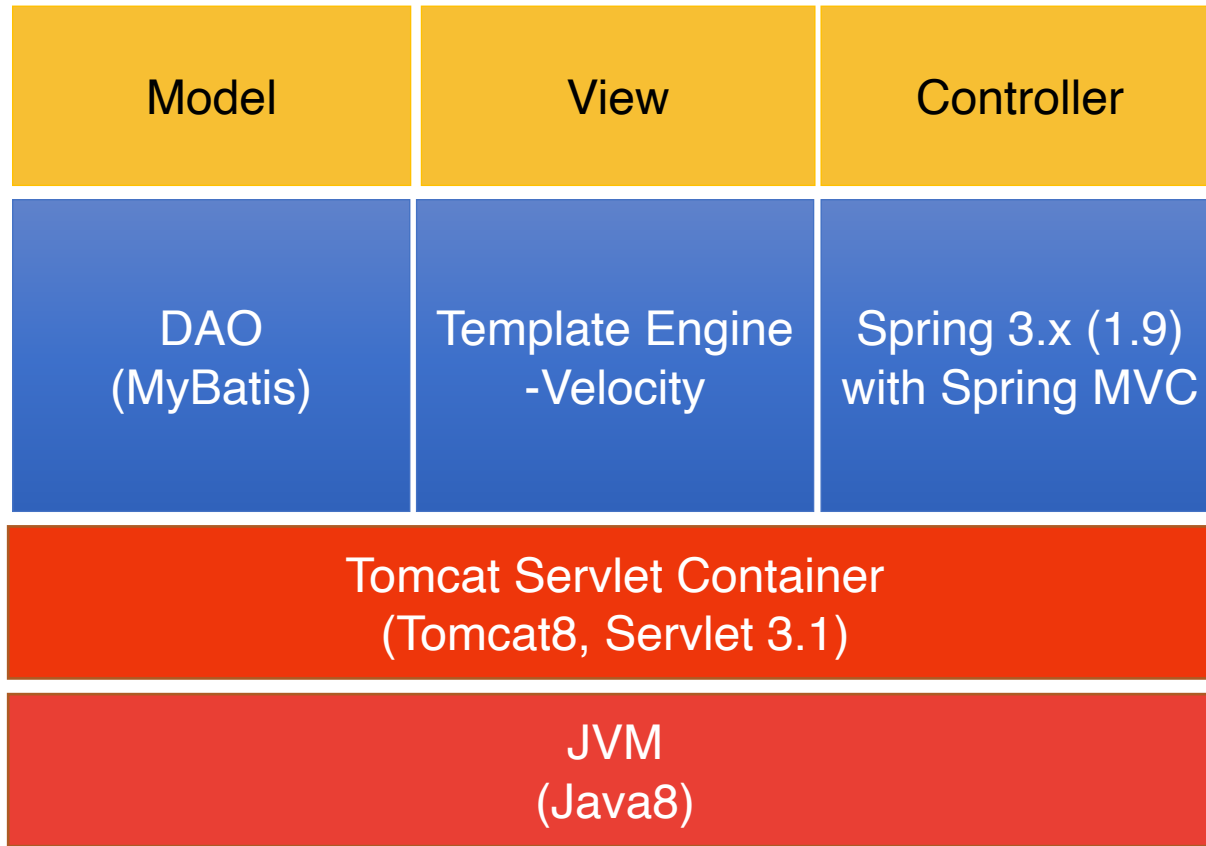 Model
View
Controller
DAO
(MyBatis)
Template Engine
-Velocity
Spring 3.x (1.9)
with Spring MVC
Tomcat Servlet Container
(Tomcat8, Servlet 3.1)
JVM
(Java8)